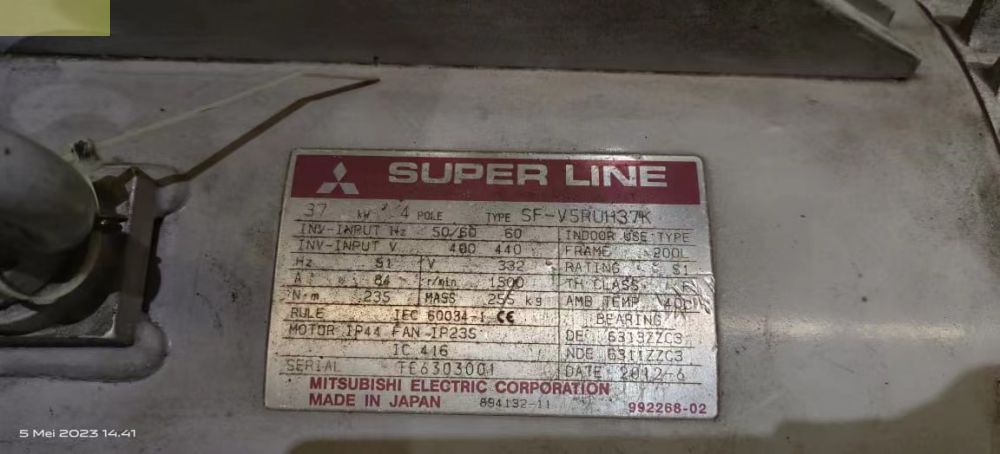 SUPER LINE
37 kW 4 POLE TYPE SF-V5RUH37K
INV-INPUT Hz 50/60 60 INDOOR USE TYPE
INV-INPUT V 400 440 FRAME 200L
Hz 51 V 332 RATING S1
A 84 r/min 1500 TH CLASS F
N·m 235 MASS 255 kg AMB TEMP 40
RULE IEC 60034-1 CE BEARING
MOTOR IP44 FAN IP23S DE 6313ZZC3
IC 416 NDE 6311ZZC3
SERIAL TE6303001 DATE 2012-6
MITSUBISHI ELECTRIC CORPORATION
MADE IN JAPAN 894132-11 992268-02
5 Mei 2023 14.41